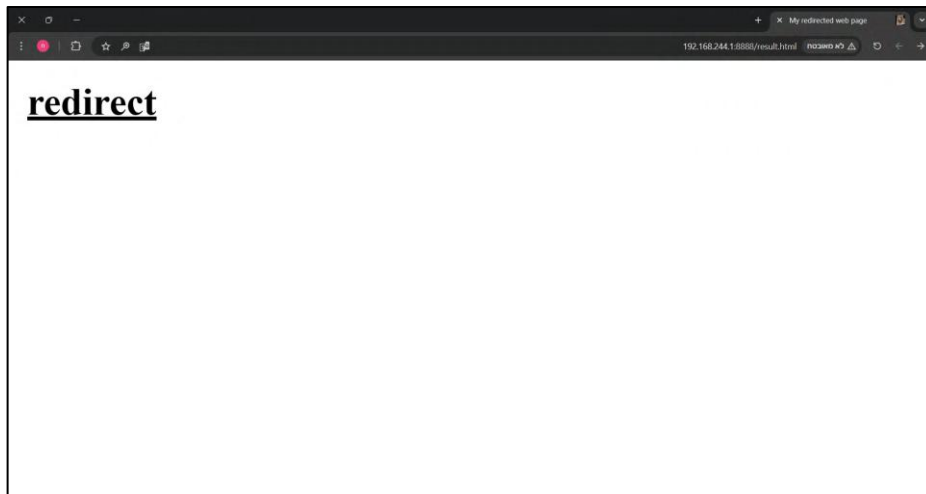 My redirected web page
192.168.244.1:8888/result.html לא מאובטח
redirect